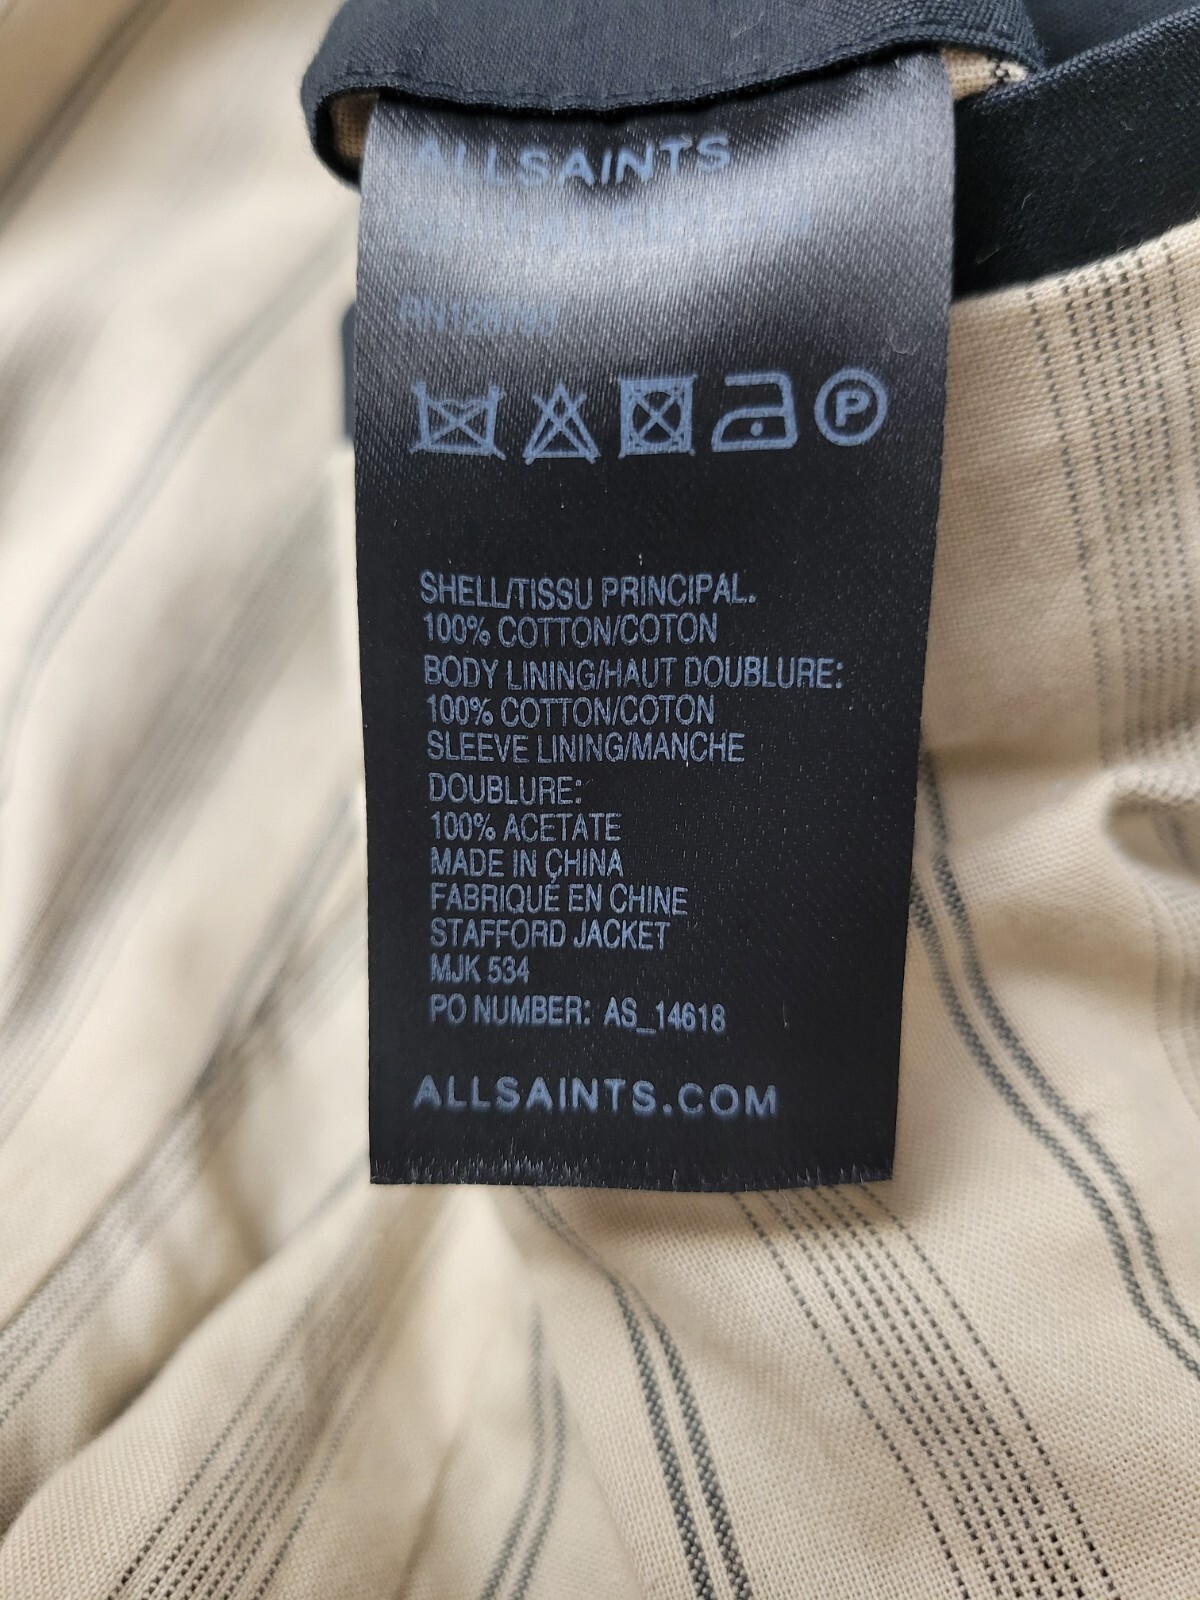 ALLSAINTS
SHELL/TISSU PRINCIPAL.
100% COTTON/COTON
BODY LINING/HAUT DOUBLURE:
100% COTTON/COTON
SLEEVE LINING/MANCHE
DOUBLURE:
100% ACETATE
MADE IN CHINA
FABRIQUE EN CHINE
STAFFORD JACKET
MJK 534
PO NUMBER: AS_14618
ALLSAINTS.COM